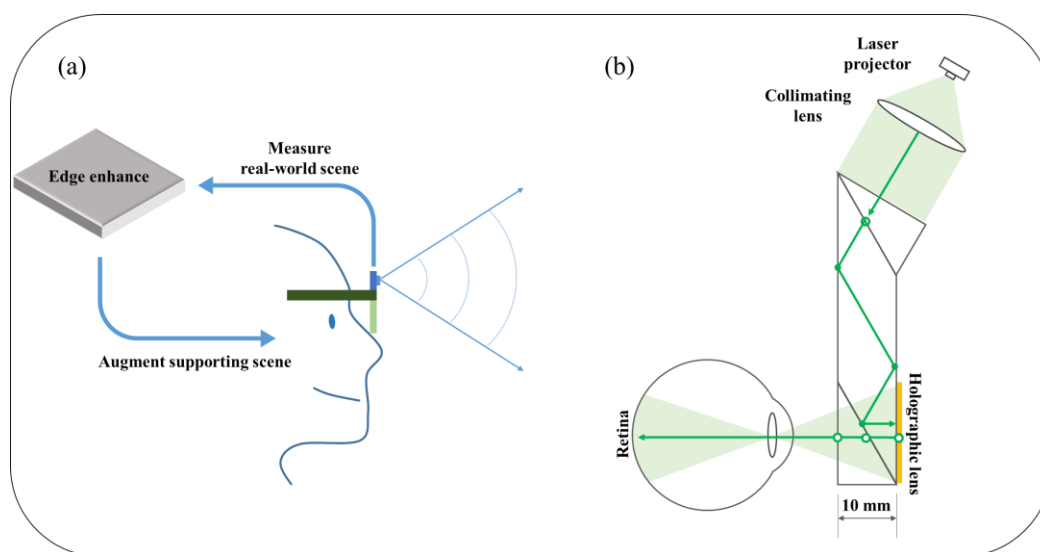 (a)
Edge enhance
Measure
real-world scene
Augment supporting scene
(b)
Laser
projector
Collimating
lens
Retina
Holographic lens
10 mm